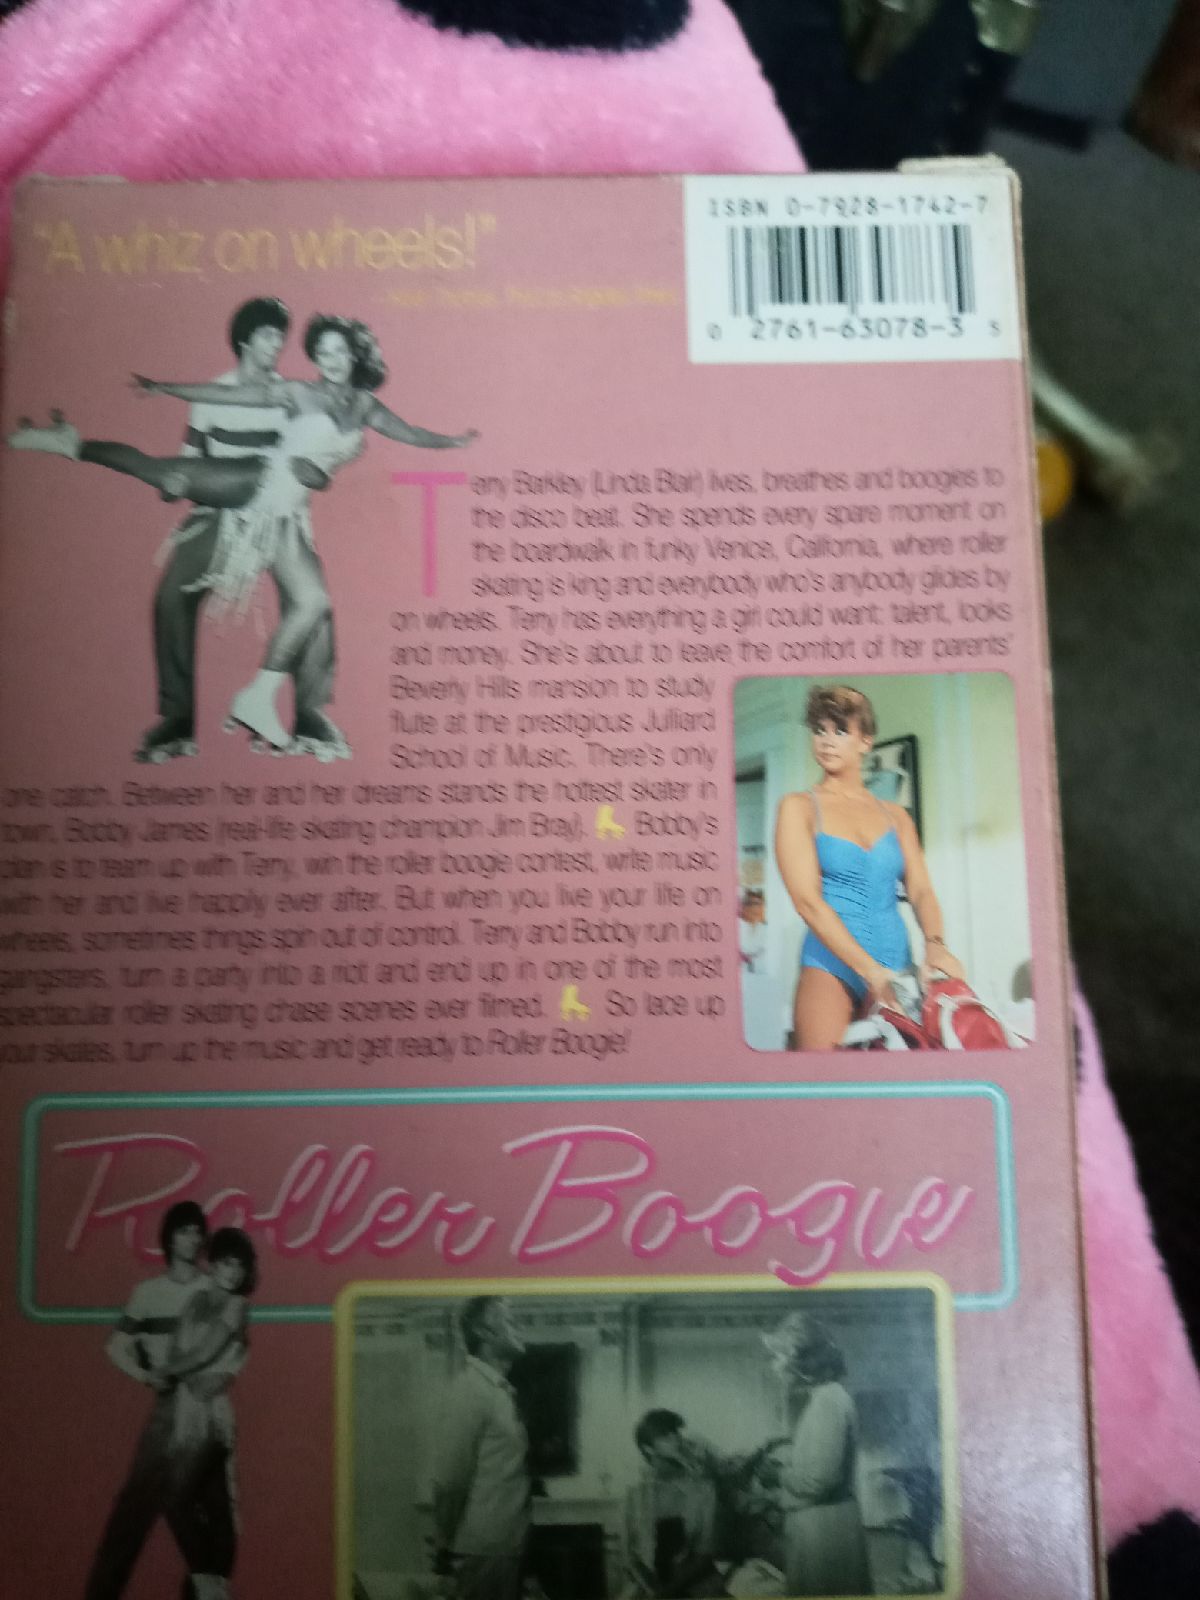 "A whiz on wheels!"
ISBN 0-7928-1742-7
0 2761-63078-3 5
Terry Barkley (Linda Blair) lives, breathes and boogies to
the disco beat. She spends every spare moment on
the boardwalk in funky Venice, California, where roller
skating is king and everybody who's anybody glides by
on wheels. Terry has everything a girl could want: talent, looks
and money. She's about to leave the comfort of her parents'
Beverly Hills mansion to study
flute at the prestigious Julliard
School of Music. There's only
one catch. Between her and her dreams stands the hottest skater in
town, Bobby James (real-life skating champion Jim Bray). Bobby's
plan is to team up with Terry, win the roller boogie contest, write music
with her and live happily ever after. But when you live your life on
wheels, sometimes things spin out of control. Terry and Bobby run into
gangsters, turn a party into a riot and end up in one of the most
spectacular roller skating chase scenes ever filmed. So lace up
your skates, turn up the music and get ready to Roller Boogie!
Roller Boogie